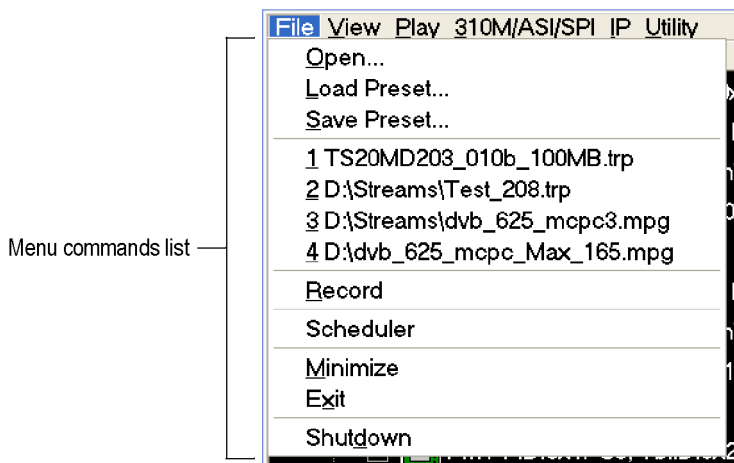 File View Play 310M/ASI/SPI IP Utility
Open...
Load Preset...
Save Preset...
1 TS20MD203_010b_100MB.trp
2 D:\Streams\Test_208.trp
3 D:\Streams\dvb_625_mcpc3.mpg
4 D:\dvb_625_mcpc_Max_165.mpg
Menu commands list
Record
Scheduler
Minimize
Exit
Shutdown